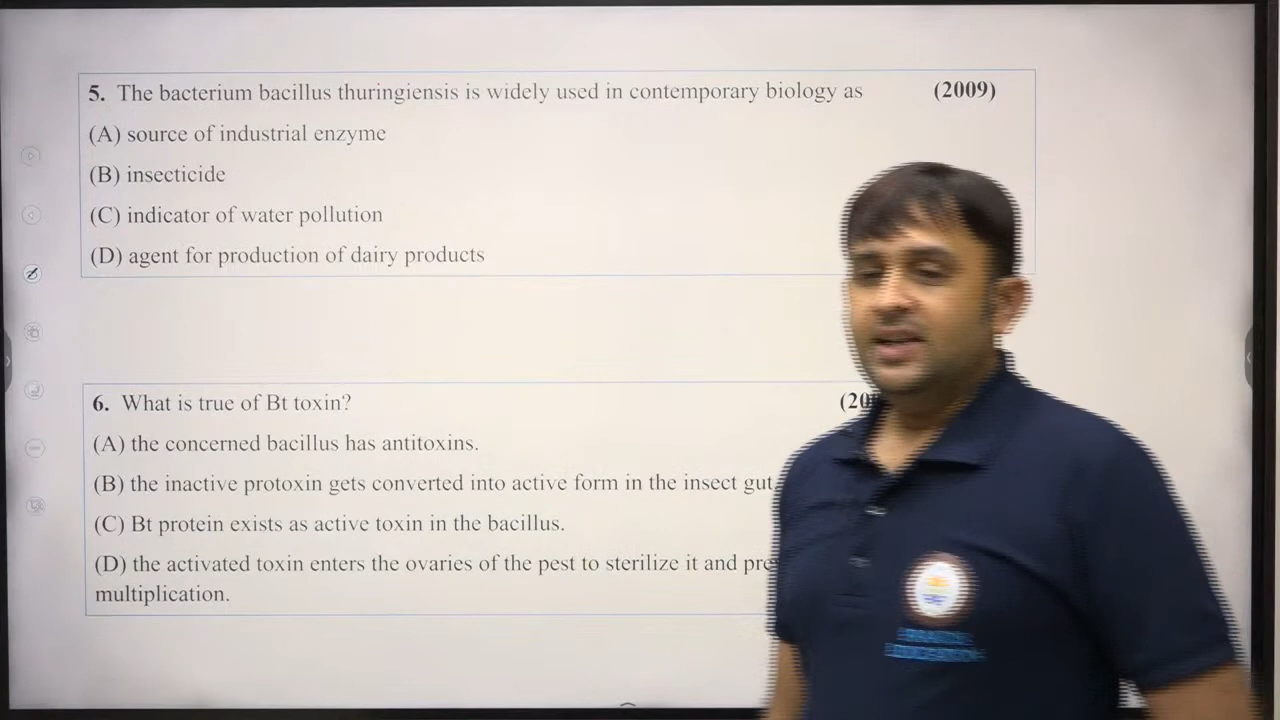 5. The bacterium bacillus thuringiensis is widely used in contemporary biology as (2009)
(A) source of industrial enzyme
(B) insecticide
(C) indicator of water pollution
(D) agent for production of dairy products
6. What is true of Bt toxin?
(A) the concerned bacillus has antitoxins.
(B) the inactive protoxin gets converted into active form in the insect gut
(C) Bt protein exists as active toxin in the bacillus.
(D) the activated toxin enters the ovaries of the pest to sterilize it and
multiplication.